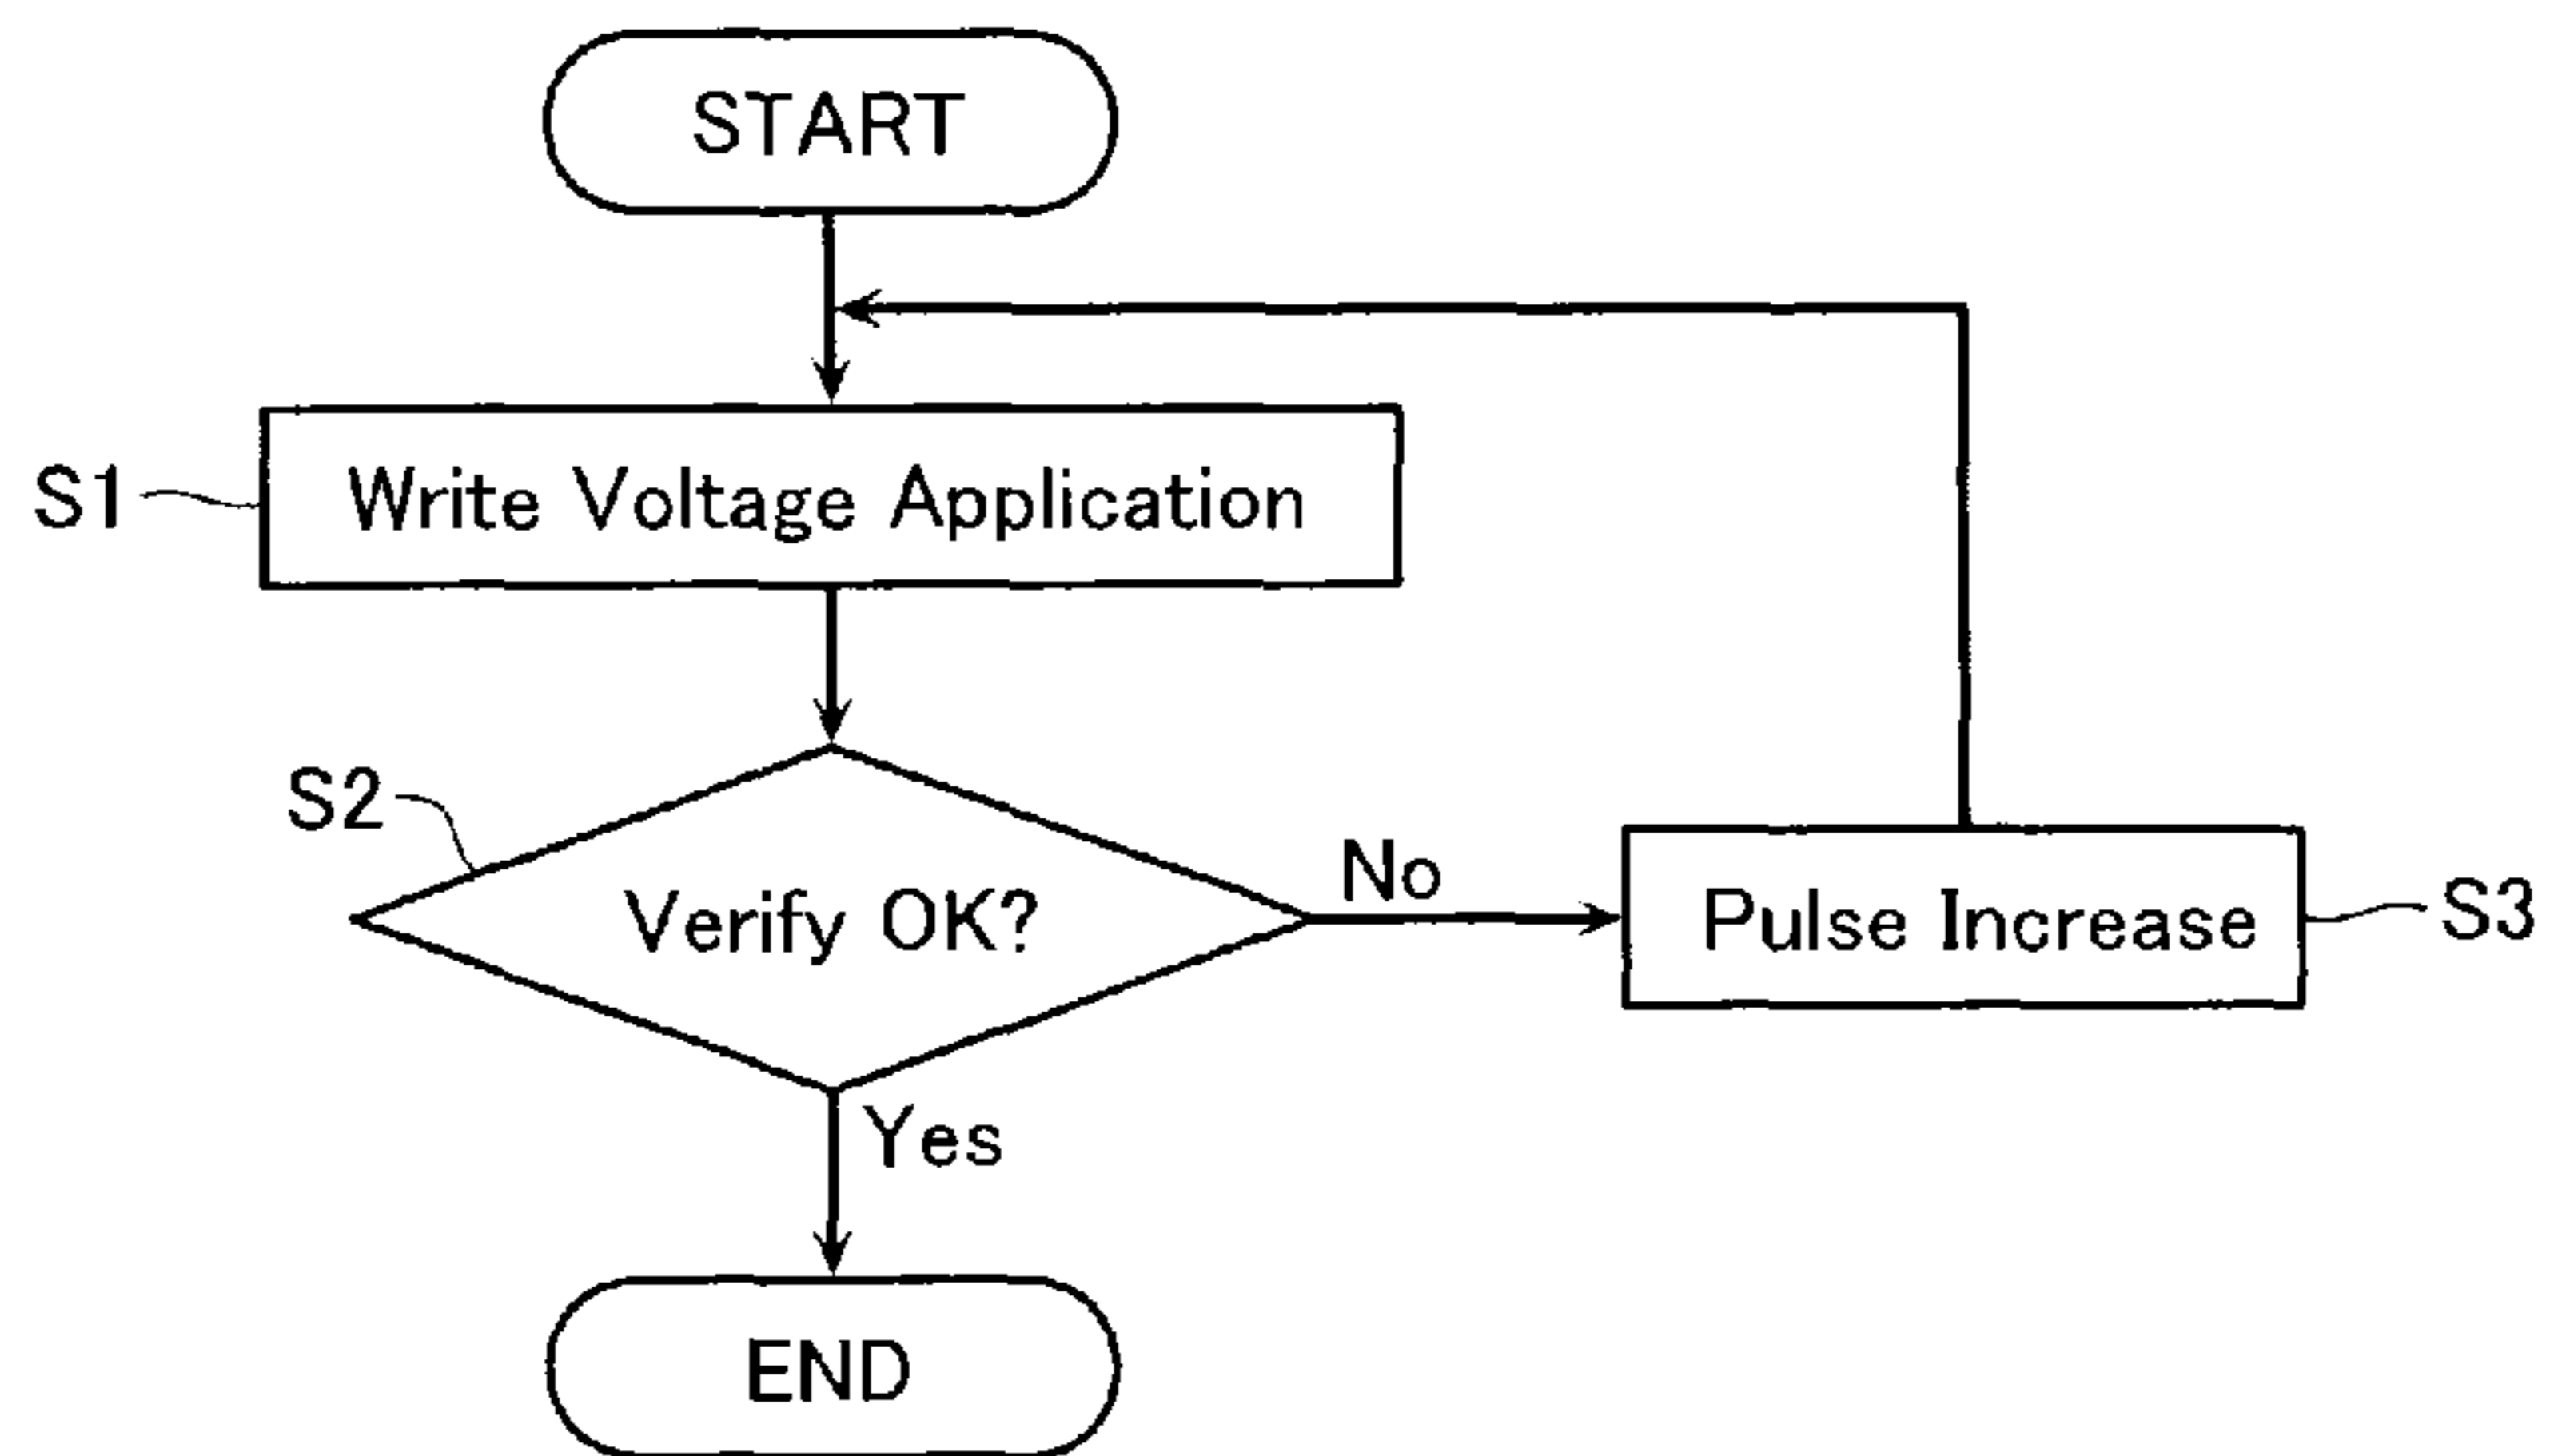 START
S1
Write Voltage Application
S2
Verify OK?
No
Pulse Increase
S3
Yes
END